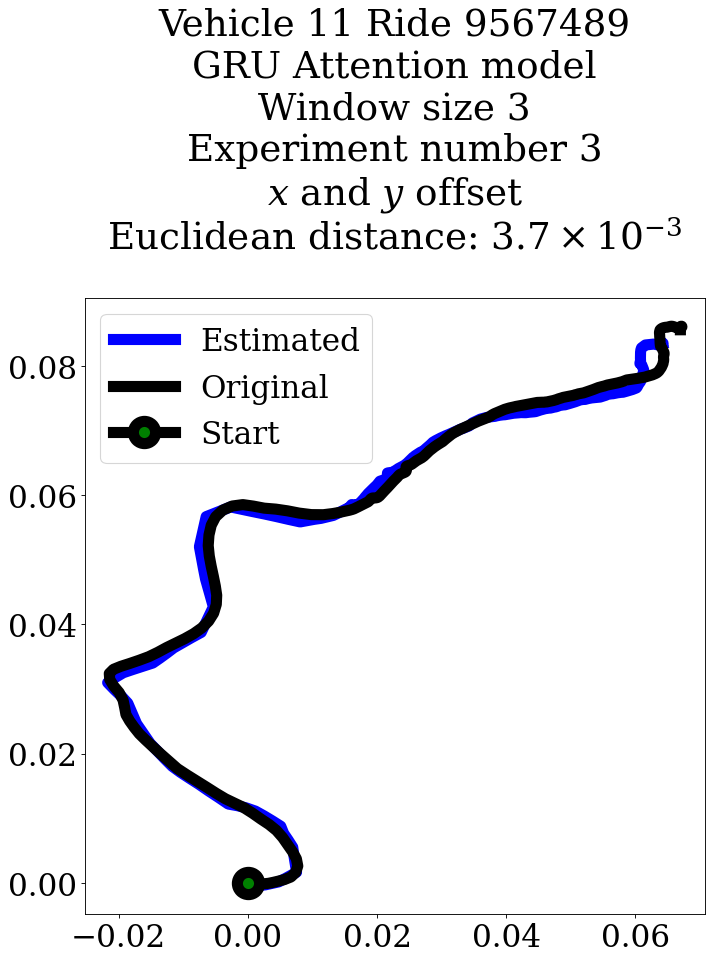 Vehicle 11 Ride 9567489
GRU Attention model
Window size 3
Experiment number 3
x and y offset
Euclidean distance: 3.7 × 10⁻³
Estimated
Original
Start
0.08
0.06
0.04
0.02
0.00
−0.02 0.00 0.02 0.04 0.06